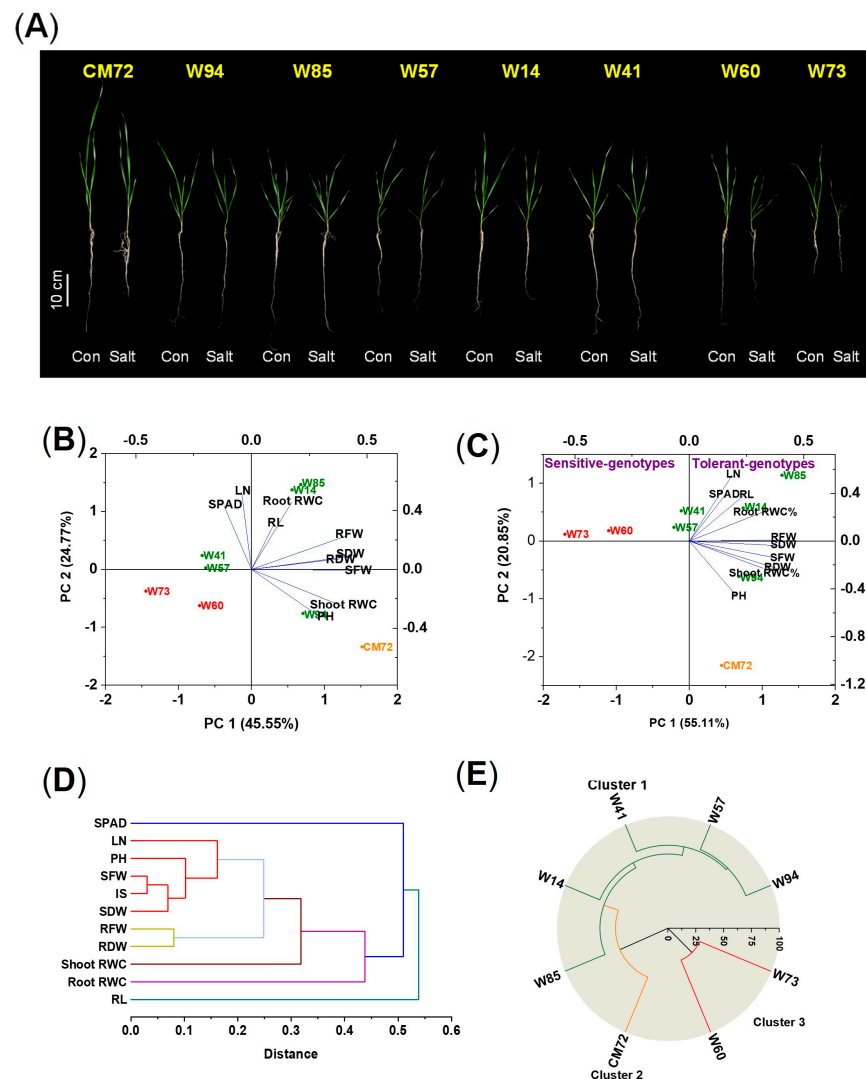 (A)
CM72 W94 W85 W57 W14 W41 W60 W73
10 cm
Con Salt Con Salt Con Salt Con Salt Con Salt Con Salt Con Salt Con Salt
(B)
-0.5 0.0 0.5
2
1
0
-1
-2
0.4
0.0
-0.4
LN
SPAD
W85
W14
Root RWC
RL
RFW
SDW
RDW
SFW
W41
W57
W73
W60
Shoot RWC
W94
PH
CM72
PC 2 (24.77%)
-2 -1 0 1 2
PC 1 (45.55%)
(C)
-0.5 0.0 0.5
Sensitive-genotypes Tolerant-genotypes
2
1
0
-1
-2
0.4
0.0
-0.4
-0.8
-1.2
LN
W85
SPAD RL
W14
Root RWC%
W41
W57
W73
W60
RFW
SDW
SFW
RDW
Shoot RWC%
W94
PH
CM72
PC 2 (20.85%)
-2 -1 0 1 2
PC 1 (55.11%)
(D)
SPAD
LN
PH
SFW
IS
SDW
RFW
RDW
Shoot RWC
Root RWC
RL
0.0 0.1 0.2 0.3 0.4 0.5 0.6
Distance
(E)
Cluster 1
W41
W57
W14
W94
0 25 50 75 100
W85
W73
CM72
W60
Cluster 3
Cluster 2